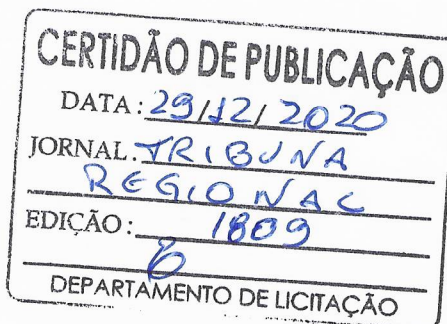 CERTIDÃO DE PUBLICAÇÃO
DATA: 29/12/2020
JORNAL: TRIBUNA
REGIONAL
EDIÇÃO: 1809
DEPARTAMENTO DE LICITAÇÃO